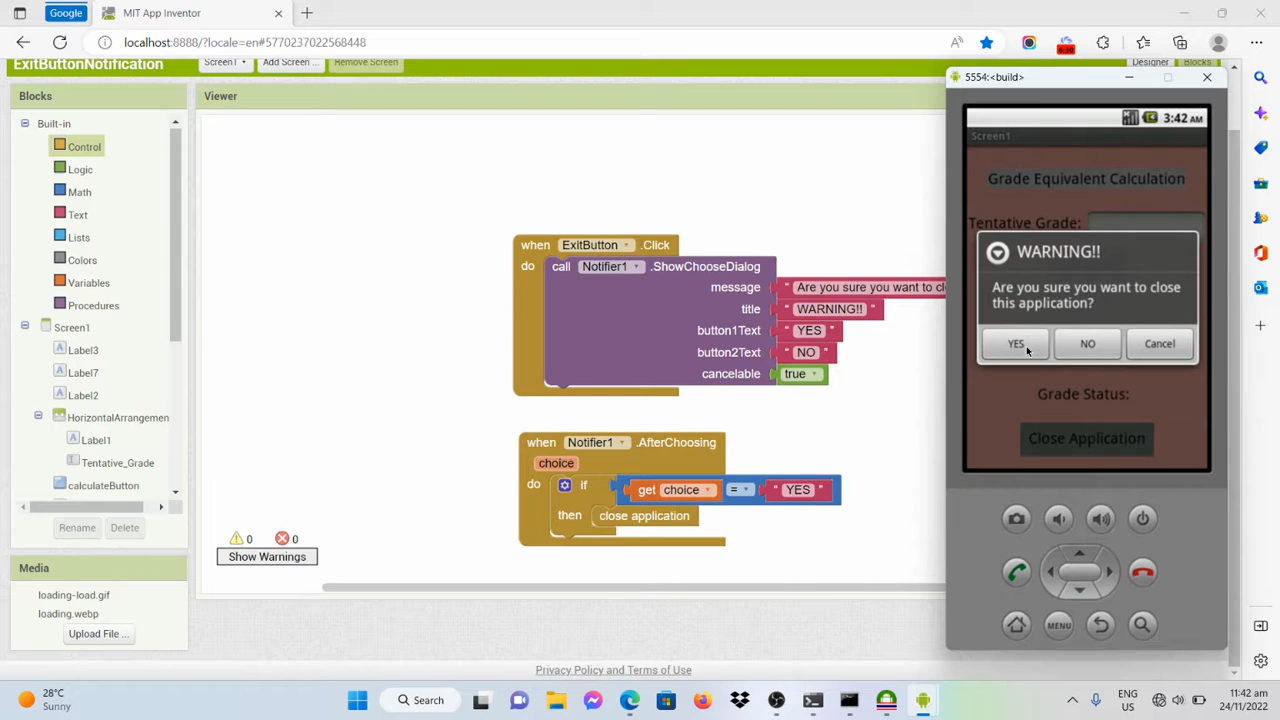 Google
MIT App Inventor
localhost:8888/?locale=en#5770237022568448
6:30
ExitButtonNotification
Screen1
Add Screen ...
Remove Screen
Designer
Blocks
Blocks
Built-in
Control
Logic
Math
Text
Lists
Colors
Variables
Procedures
Screen1
Label3
Label7
Label2
HorizontalArrangemen
Label1
Tentative_Grade
calculateButton
Rename
Delete
Media
loading-load.gif
loading.webp
Upload File ...
Viewer
when ExitButton .Click
do call Notifier1 .ShowChooseDialog
message " Are you sure you want to cl
title " WARNING!! "
button1Text " YES "
button2Text " NO "
cancelable true
when Notifier1 .AfterChoosing
choice
do if get choice = " YES "
then close application
0 0
Show Warnings
Privacy Policy and Terms of Use
5554:<build>
3:42 AM
Screen1
Grade Equivalent Calculation
Tentative Grade:
WARNING!!
Are you sure you want to close
this application?
YES NO Cancel
Grade Status:
Close Application
MENU
28°C
Sunny
Search
ENG
US
11:42 am
24/11/2022